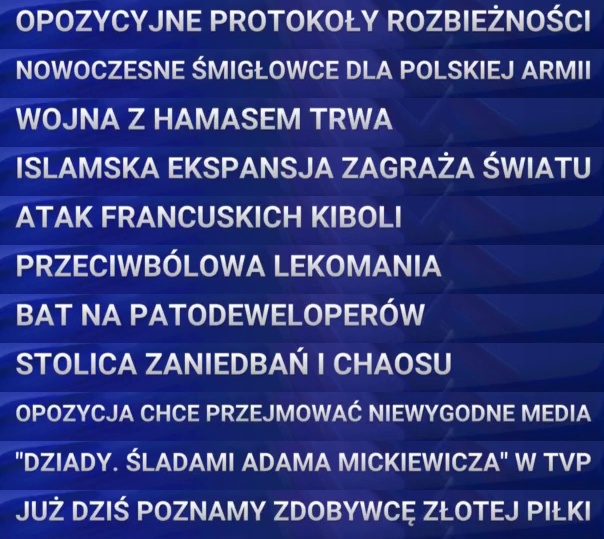 OPOZYCYJNE PROTOKOŁY ROZBIEŻNOŚCI
NOWOCZESNE ŚMIGŁOWCE DLA POLSKIEJ ARMII
WOJNA Z HAMASEM TRWA
ISLAMSKA EKSPANSJA ZAGRAŻA ŚWIATU
ATAK FRANCUSKICH KIBOLI
PRZECIWBÓLOWA LEKOMANIA
BAT NA PATODEWELOPERÓW
STOLICA ZANIEDBAŃ I CHAOSU
OPOZYCJA CHCE PRZEJMOWAĆ NIEWYGODNE MEDIA
"DZIADY. ŚLADAMI ADAMA MICKIEWICZA" W TVP
JUŻ DZIŚ POZNAMY ZDOBYWCĘ ZŁOTEJ PIŁKI